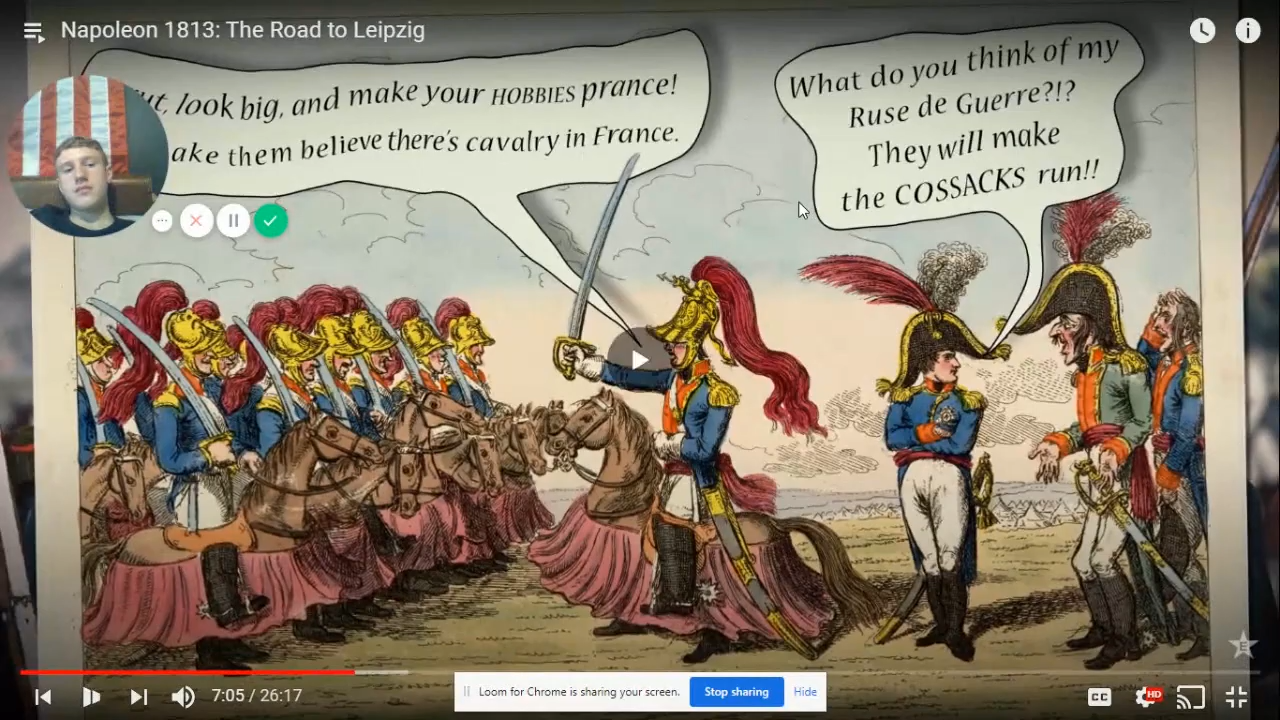 Napoleon 1813: The Road to Leipzig
look big, and make your HOBBIES prance!
them believe there's cavalry in France.
What do you think of my
Ruse de Guerre?!?
They will make
the COSSACKS run!!
7:05 / 26:17
Loom for Chrome is sharing your screen.
Stop sharing
Hide
CC
HD
E